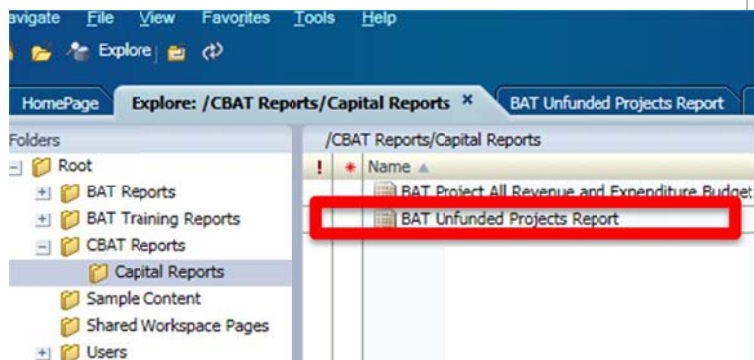 avigate File View Favorites Tools Help
Explore
HomePage Explore: /CBAT Reports/Capital Reports × BAT Unfunded Projects Report
Folders
/CBAT Reports/Capital Reports
Root
! * Name
BAT Reports
BAT Project All Revenue and Expenditure Budget
BAT Training Reports
BAT Unfunded Projects Report
CBAT Reports
Capital Reports
Sample Content
Shared Workspace Pages
Users